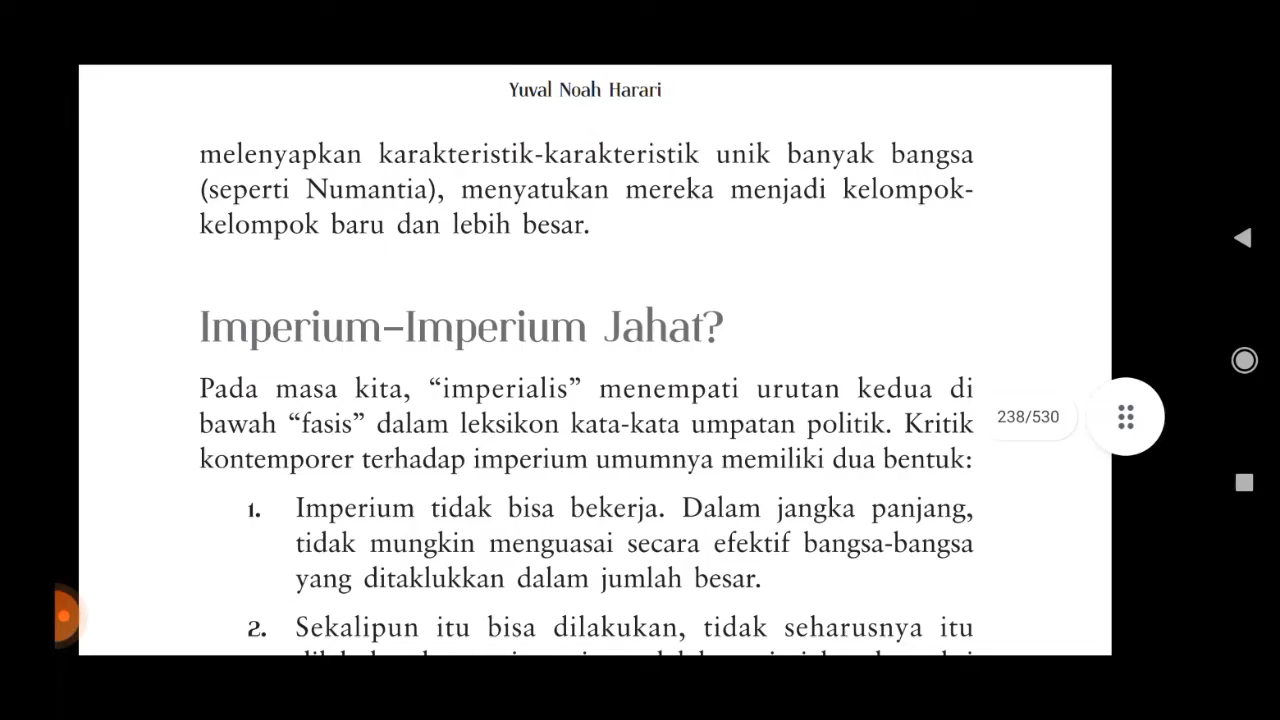 Yuval Noah Harari
melenyapkan karakteristik-karakteristik unik banyak bangsa
(seperti Numantia), menyatukan mereka menjadi kelompok-
kelompok baru dan lebih besar.
Imperium–Imperium Jahat?
Pada masa kita, “imperialis” menempati urutan kedua di
bawah “fasis” dalam leksikon kata-kata umpatan politik. Kritik
kontemporer terhadap imperium umumnya memiliki dua bentuk:
238/530
1. Imperium tidak bisa bekerja. Dalam jangka panjang,
tidak mungkin menguasai secara efektif bangsa-bangsa
yang ditaklukkan dalam jumlah besar.
2. Sekalipun itu bisa dilakukan, tidak seharusnya itu